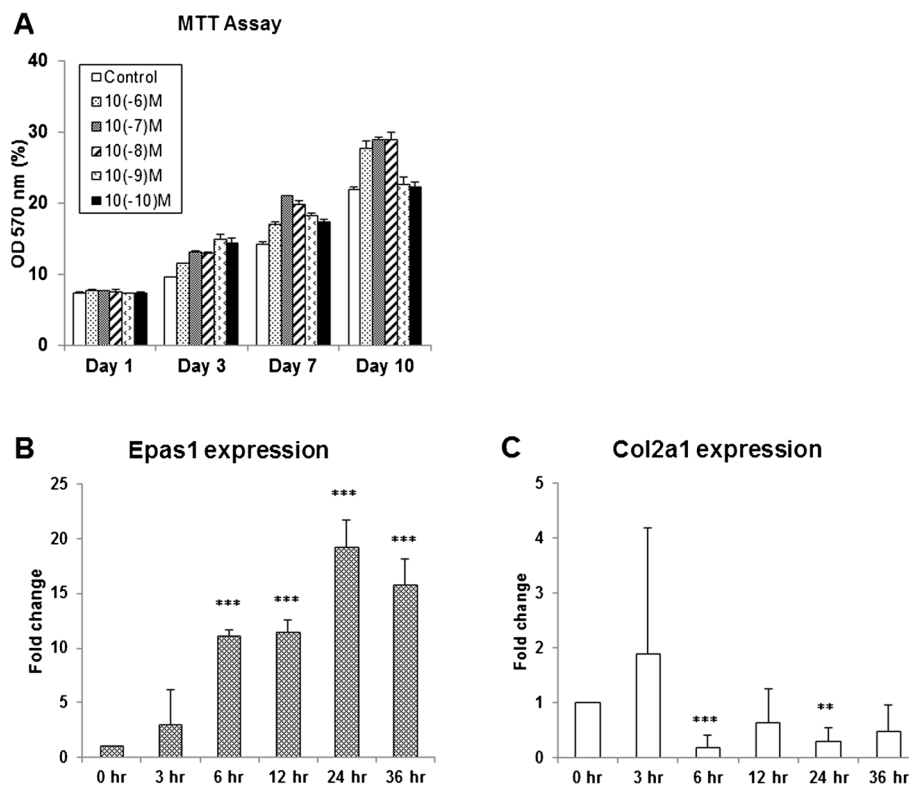 A
MTT Assay
40
30
20
10
0
OD 570 nm (%)
Control
10(-6)M
10(-7)M
10(-8)M
10(-9)M
10(-10)M
Day 1 Day 3 Day 7 Day 10
B
Epas1 expression
25
20
15
10
5
0
Fold change
***
***
***
***
0 hr 3 hr 6 hr 12 hr 24 hr 36 hr
C
Col2a1 expression
5
4
3
2
1
0
Fold change
***
**
0 hr 3 hr 6 hr 12 hr 24 hr 36 hr